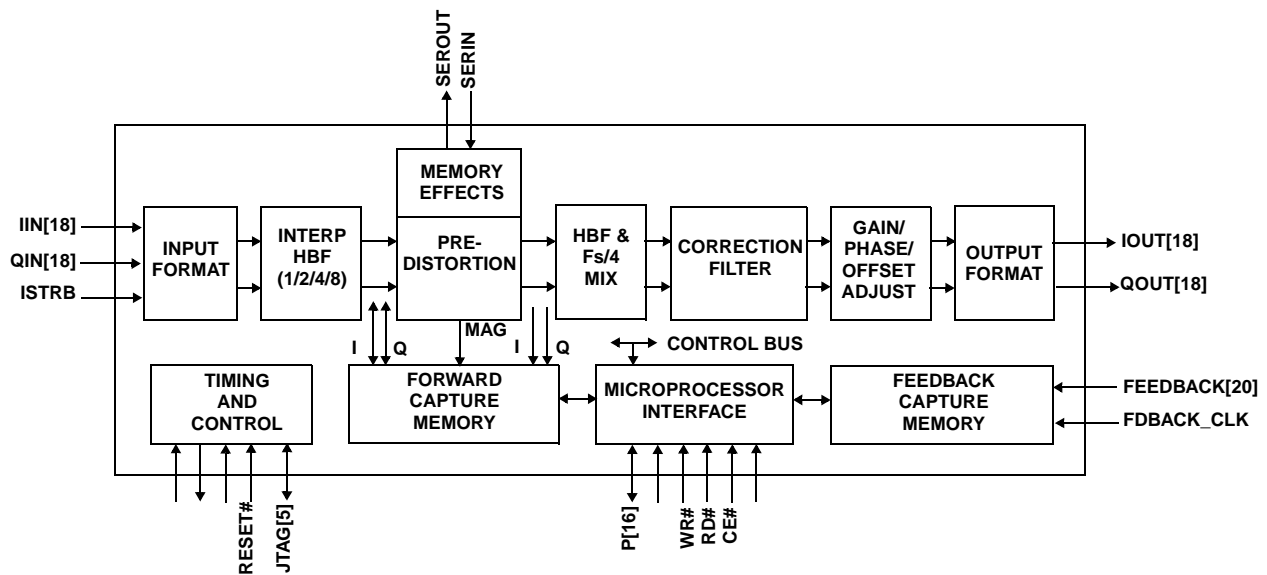 SEROUT
SERIN
MEMORY
EFFECTS
IIN[18]
QIN[18]
ISTRB
INPUT
FORMAT
INTERP
HBF
(1/2/4/8)
PRE-
DISTORTION
HBF &
Fs/4
MIX
CORRECTION
FILTER
GAIN/
PHASE/
OFFSET
ADJUST
OUTPUT
FORMAT
IOUT[18]
QOUT[18]
I
Q
MAG
I
Q
CONTROL BUS
TIMING
AND
CONTROL
FORWARD
CAPTURE
MEMORY
MICROPROCESSOR
INTERFACE
FEEDBACK
CAPTURE
MEMORY
FEEDBACK[20]
FDBACK_CLK
RESET#
JTAG[5]
P[16]
WR#
RD#
CE#